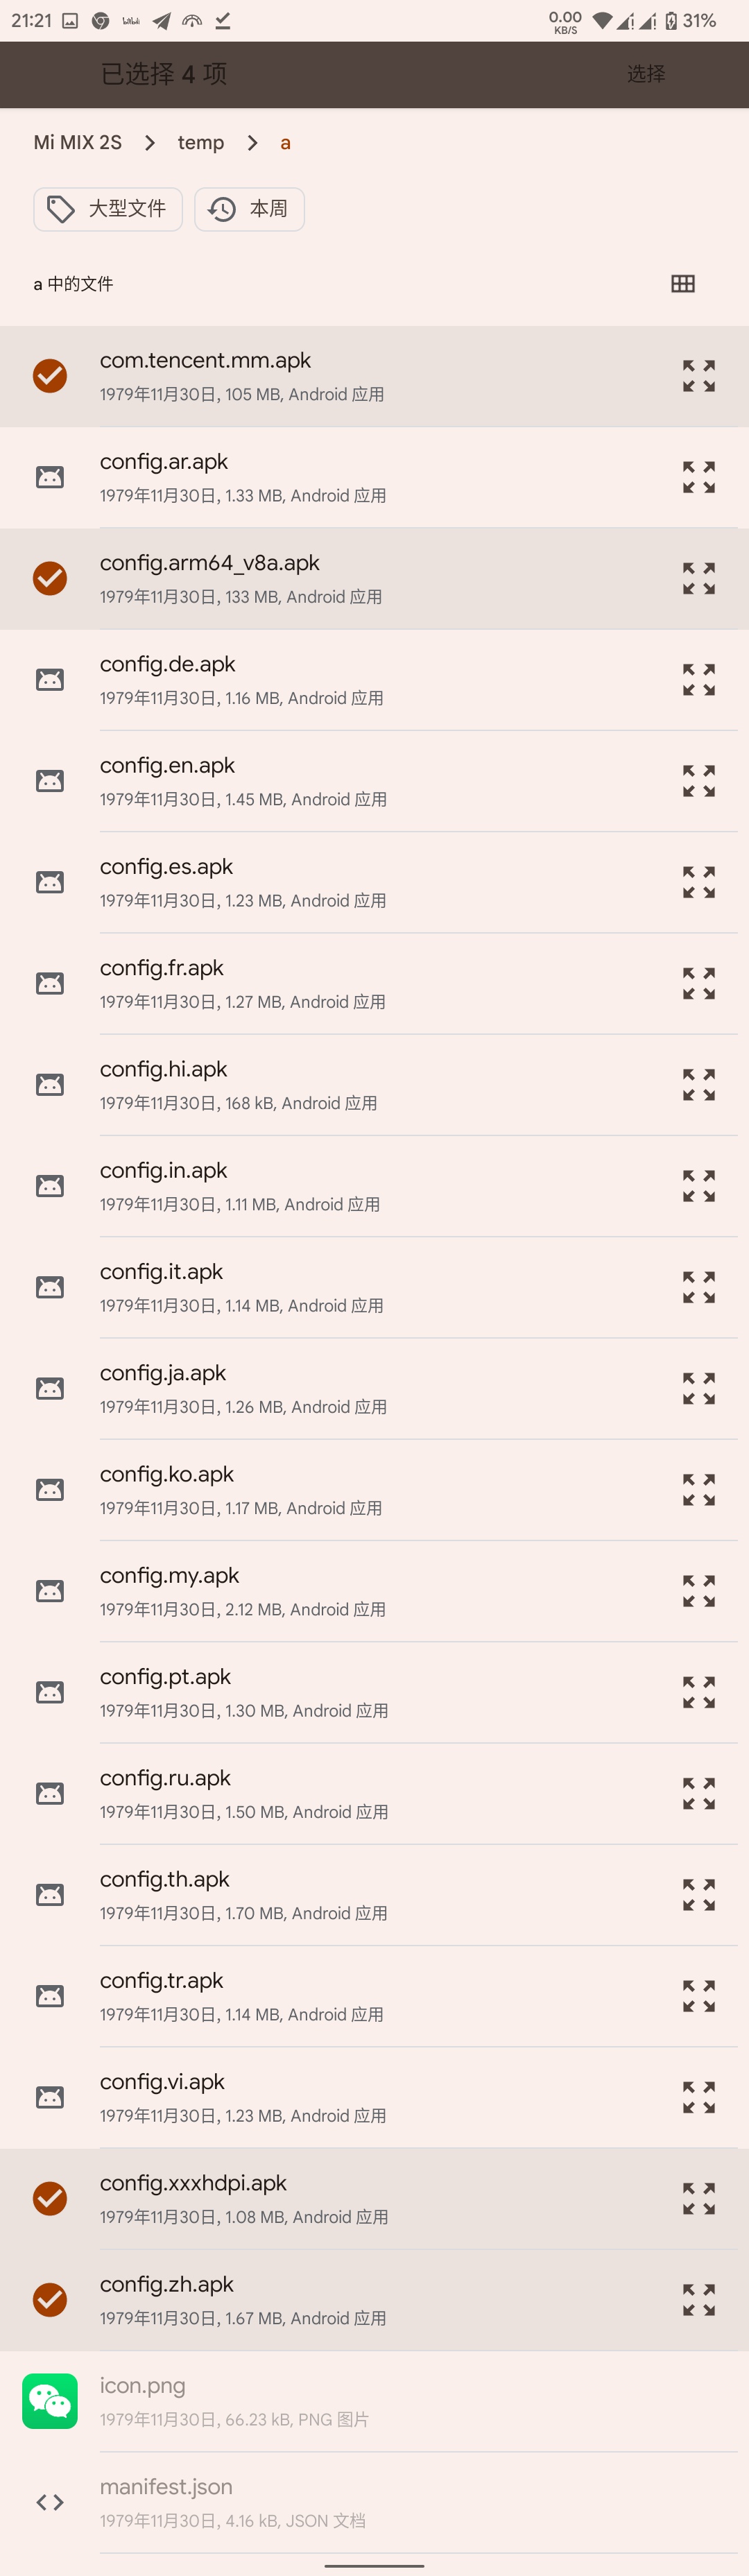 21:21
0.00
KB/S
31%
已选择 4 项
选择
Mi MIX 2S
temp
a
大型文件
本周
a 中的文件
com.tencent.mm.apk
1979年11月30日, 105 MB, Android 应用
config.ar.apk
1979年11月30日, 1.33 MB, Android 应用
config.arm64_v8a.apk
1979年11月30日, 133 MB, Android 应用
config.de.apk
1979年11月30日, 1.16 MB, Android 应用
config.en.apk
1979年11月30日, 1.45 MB, Android 应用
config.es.apk
1979年11月30日, 1.23 MB, Android 应用
config.fr.apk
1979年11月30日, 1.27 MB, Android 应用
config.hi.apk
1979年11月30日, 168 kB, Android 应用
config.in.apk
1979年11月30日, 1.11 MB, Android 应用
config.it.apk
1979年11月30日, 1.14 MB, Android 应用
config.ja.apk
1979年11月30日, 1.26 MB, Android 应用
config.ko.apk
1979年11月30日, 1.17 MB, Android 应用
config.my.apk
1979年11月30日, 2.12 MB, Android 应用
config.pt.apk
1979年11月30日, 1.30 MB, Android 应用
config.ru.apk
1979年11月30日, 1.50 MB, Android 应用
config.th.apk
1979年11月30日, 1.70 MB, Android 应用
config.tr.apk
1979年11月30日, 1.14 MB, Android 应用
config.vi.apk
1979年11月30日, 1.23 MB, Android 应用
config.xxxhdpi.apk
1979年11月30日, 1.08 MB, Android 应用
config.zh.apk
1979年11月30日, 1.67 MB, Android 应用
icon.png
1979年11月30日, 66.23 kB, PNG 图片
manifest.json
1979年11月30日, 4.16 kB, JSON 文档